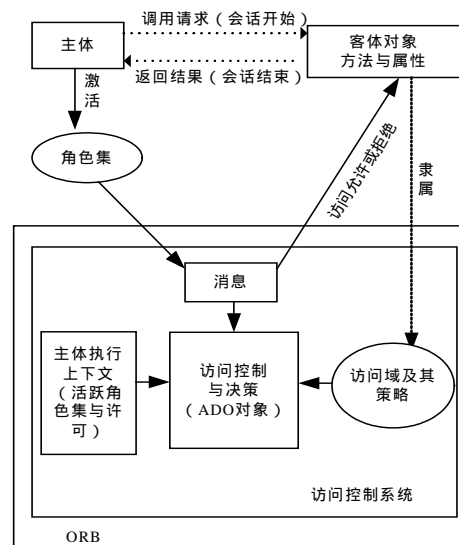 调用请求（会话开始）
主体
客体对象
方法与属性
返回结果（会话结束）
激
活
角色集
访问允许或拒绝
隶
属
消息
主体执行
上下文
（活跃角
色集与许
可）
访问控制
与决策
（ADO对象）
访问域及其
策略
访问控制系统
ORB